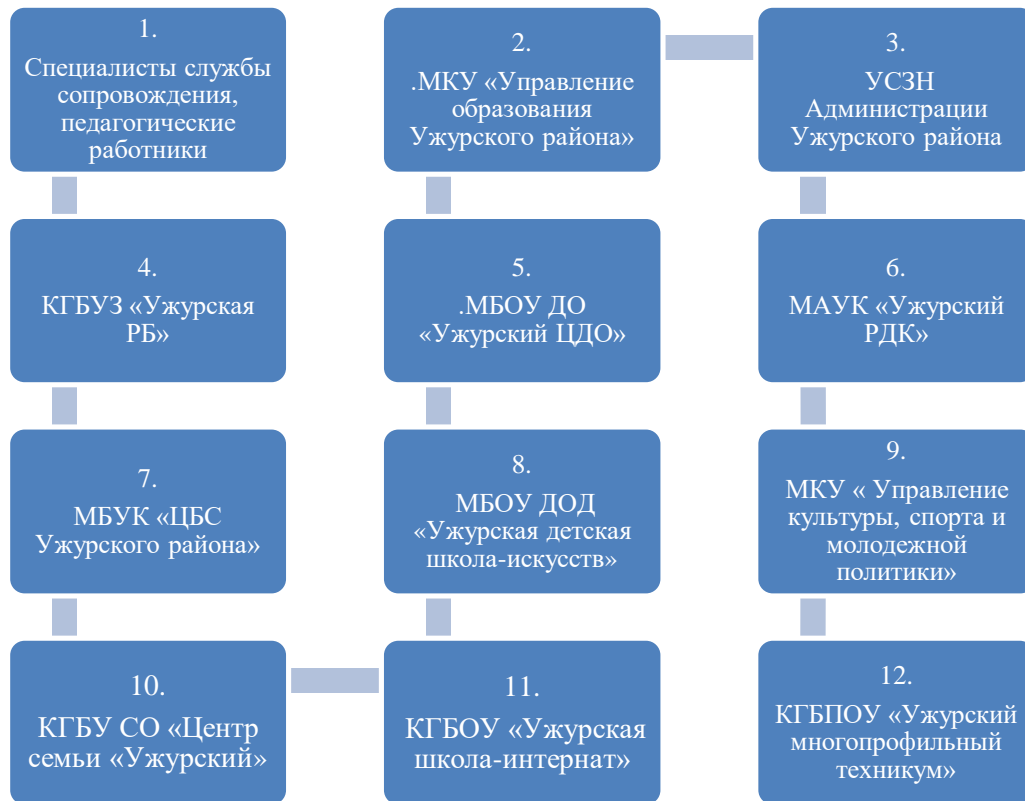 1.
Специалисты службы
сопровождения,
педагогические
работники
2.
.МКУ «Управление
образования
Ужурского района»
3.
УСЗН
Администрации
Ужурского района
4.
КГБУЗ «Ужурская
РБ»
5.
.МБОУ ДО
«Ужурский ЦДО»
6.
МАУК «Ужурский
РДК»
7.
МБУК «ЦБС
Ужурского района»
8.
МБОУ ДОД
«Ужурская детская
школа-искусств»
9.
МКУ « Управление
культуры, спорта и
молодежной
политики»
10.
КГБУ СО «Центр
семьи «Ужурский»
11.
КГБОУ «Ужурская
школа-интернат»
12.
КГБПОУ «Ужурский
многопрофильный
техникум»